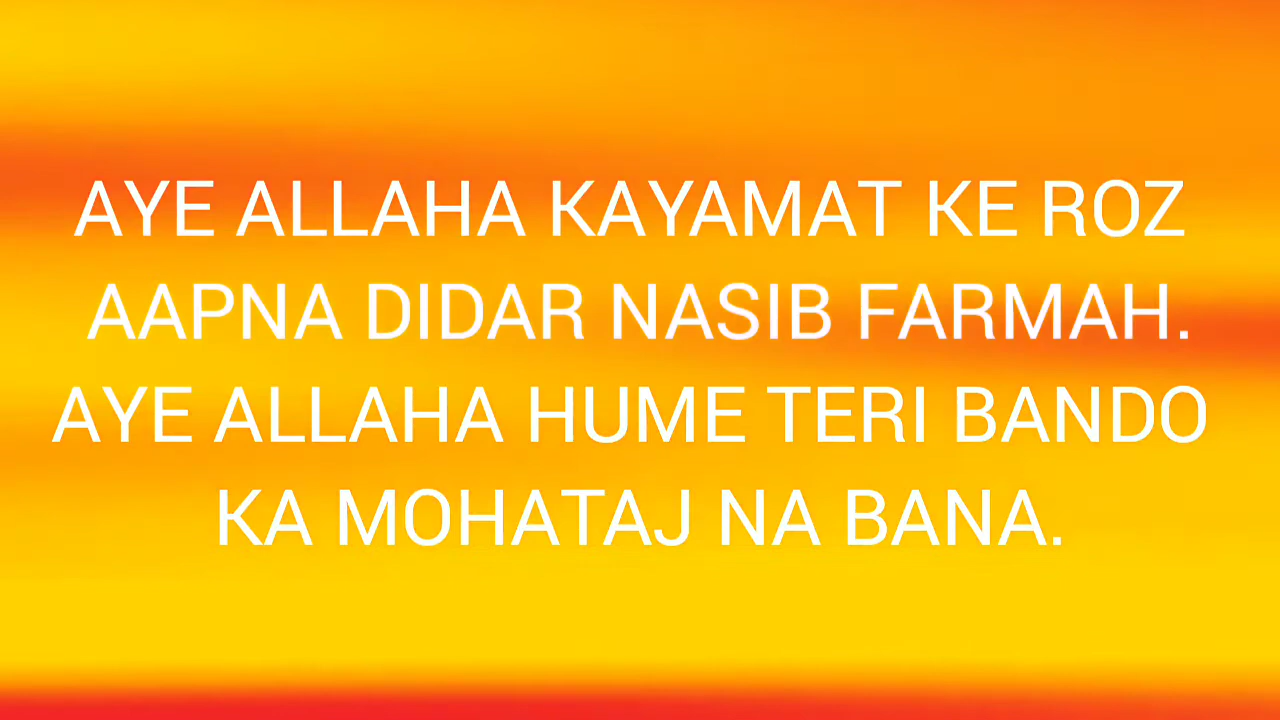 AYE ALLAHA KAYAMAT KE ROZ
AAPNA DIDAR NASIB FARMAH.
AYE ALLAHA HUME TERI BANDO
KA MOHATAJ NA BANA.